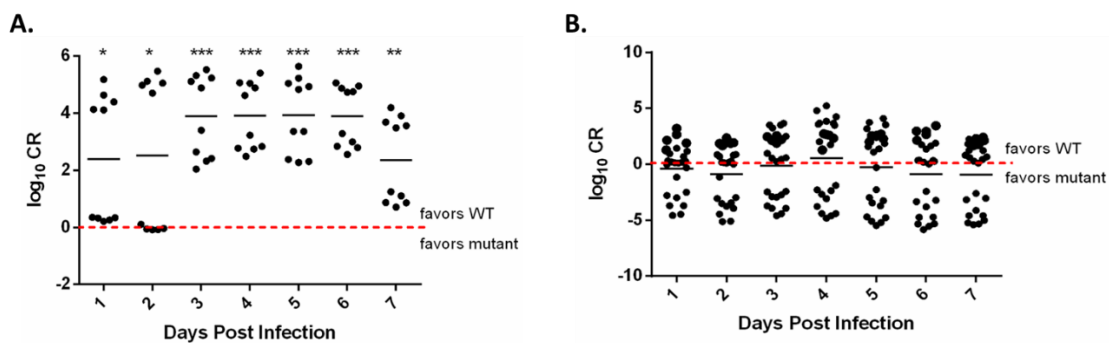 A.
* * *** *** *** *** **
6
4
2
0
-2
log10 CR
favors WT
favors mutant
1 2 3 4 5 6 7
Days Post Infection
B.
10
5
0
-5
-10
log10 CR
favors WT
favors mutant
1 2 3 4 5 6 7
Days Post Infection